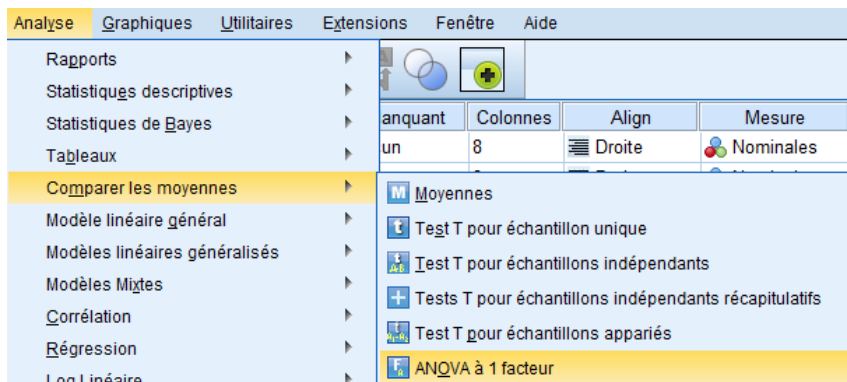 Analyse Graphiques Utilitaires Extensions Fenêtre Aide
Rapports
Statistiques descriptives
Statistiques de Bayes
Tableaux
Comparer les moyennes
Modèle linéaire général
Modèles linéaires généralisés
Modèles Mixtes
Corrélation
Régression
Log Linéaire
anquant Colonnes Align Mesure
un 8 Droite Nominales
Moyennes
Test T pour échantillon unique
Test T pour échantillons indépendants
Tests T pour échantillons indépendants récapitulatifs
Test T pour échantillons appariés
ANOVA à 1 facteur